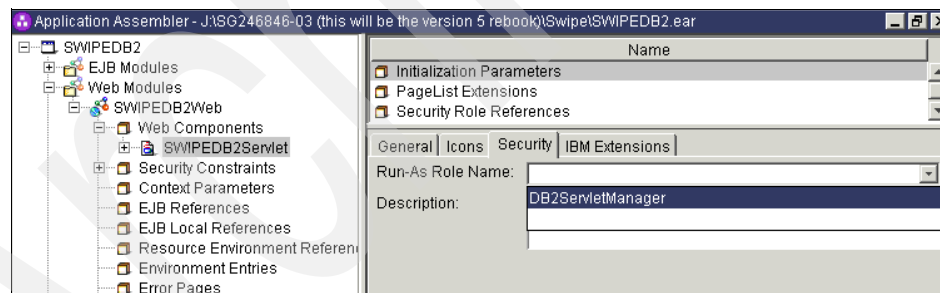 Application Assembler - J:\SG246846-03 (this will be the version 5 rebook)\Swipe\SWIPEDB2.ear
SWIPEDB2
EJB Modules
Web Modules
SWIPEDB2Web
Web Components
SWIPEDB2Servlet
Security Constraints
Context Parameters
EJB References
EJB Local References
Resource Environment Referen
Environment Entries
Error Pages
Name
Initialization Parameters
PageList Extensions
Security Role References
General Icons Security IBM Extensions
Run-As Role Name:
DB2ServletManager
Description: